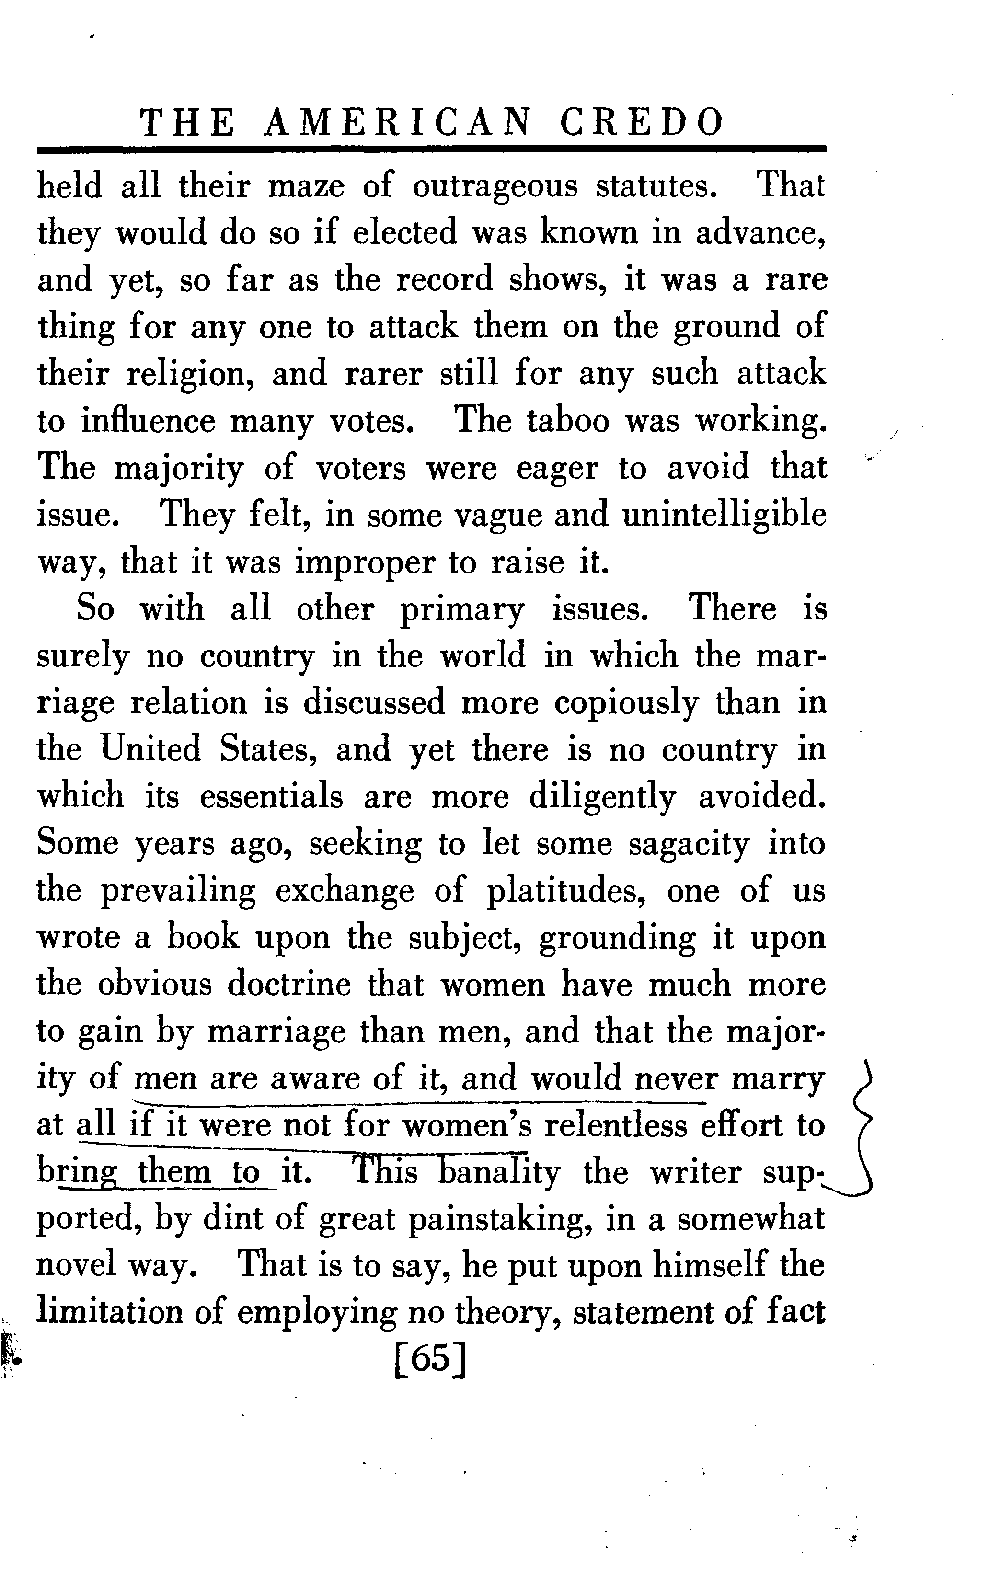 THE AMERICAN CREDO
held all their maze of outrageous statutes. That
they would do so if elected was known in advance,
and yet, so far as the record shows, it was a rare
thing for any one to attack them on the ground of
their religion, and rarer still for any such attack
to influence many votes. The taboo was working.
The majority of voters were eager to avoid that
issue. They felt, in some vague and unintelligible
way, that it was improper to raise it.
So with all other primary issues. There is
surely no country in the world in which the mar-
riage relation is discussed more copiously than in
the United States, and yet there is no country in
which its essentials are more diligently avoided.
Some years ago, seeking to let some sagacity into
the prevailing exchange of platitudes, one of us
wrote a book upon the subject, grounding it upon
the obvious doctrine that women have much more
to gain by marriage than men, and that the major-
ity of men are aware of it, and would never marry
at all if it were not for women's relentless effort to
bring them to it. This banality the writer sup-
ported, by dint of great painstaking, in a somewhat
novel way. That is to say, he put upon himself the
limitation of employing no theory, statement of fact
[65]